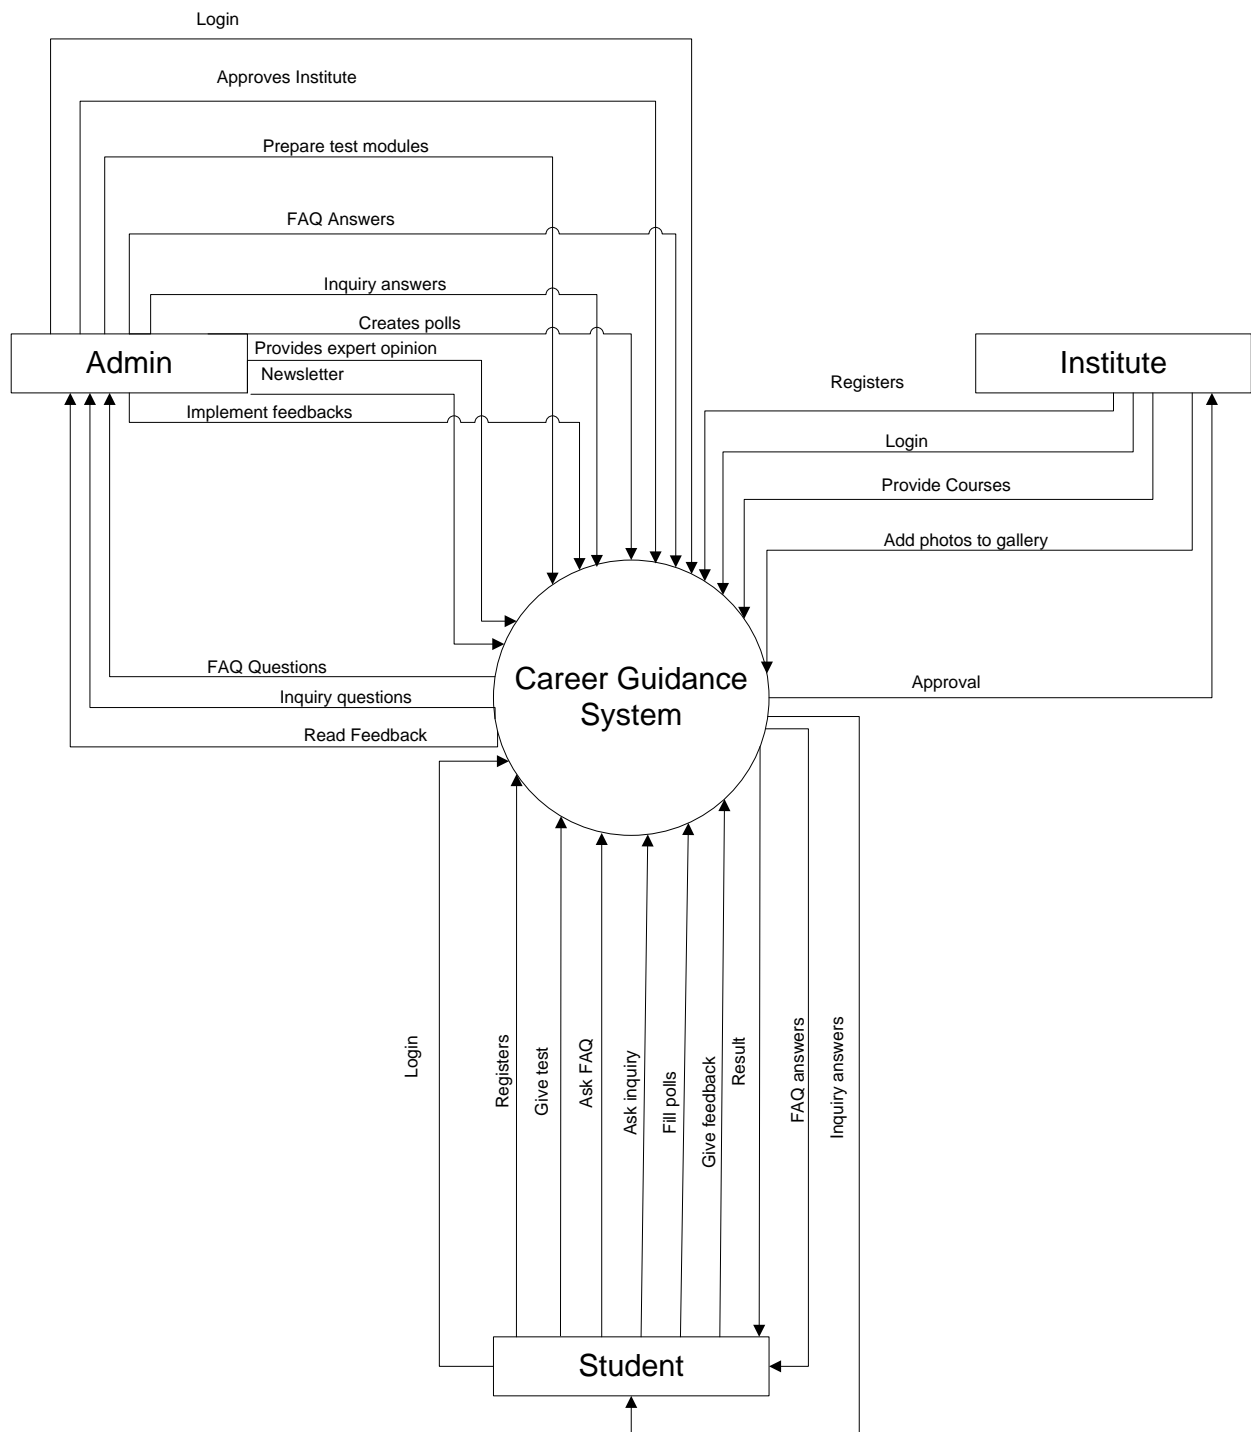 Login
Approves Institute
Prepare test modules
FAQ Answers
Inquiry answers
Creates polls
Provides expert opinion
Newsletter
Admin
Implement feedbacks
Institute
Registers
Login
Provide Courses
Add photos to gallery
Career Guidance
System
FAQ Questions
Inquiry questions
Read Feedback
Approval
Login
Registers
Give test
Ask FAQ
Ask inquiry
Fill polls
Give feedback
Result
FAQ answers
Inquiry answers
Student